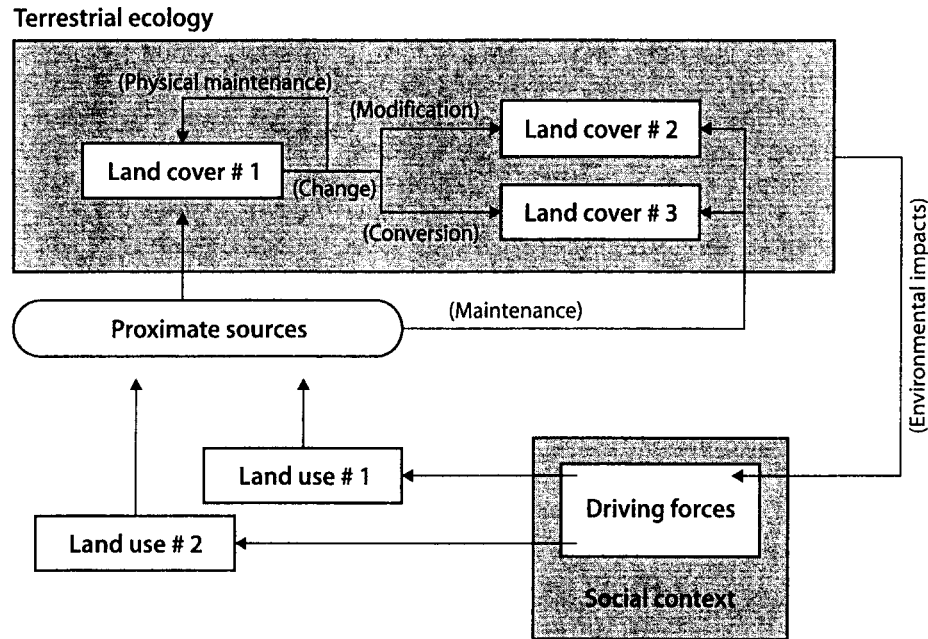 Terrestrial ecology
(Physical maintenance)
(Modification)
Land cover # 2
Land cover # 1
(Change)
Land cover # 3
(Conversion)
(Maintenance)
Proximate sources
(Environmental impacts)
Land use # 1
Driving forces
Land use # 2
Social context